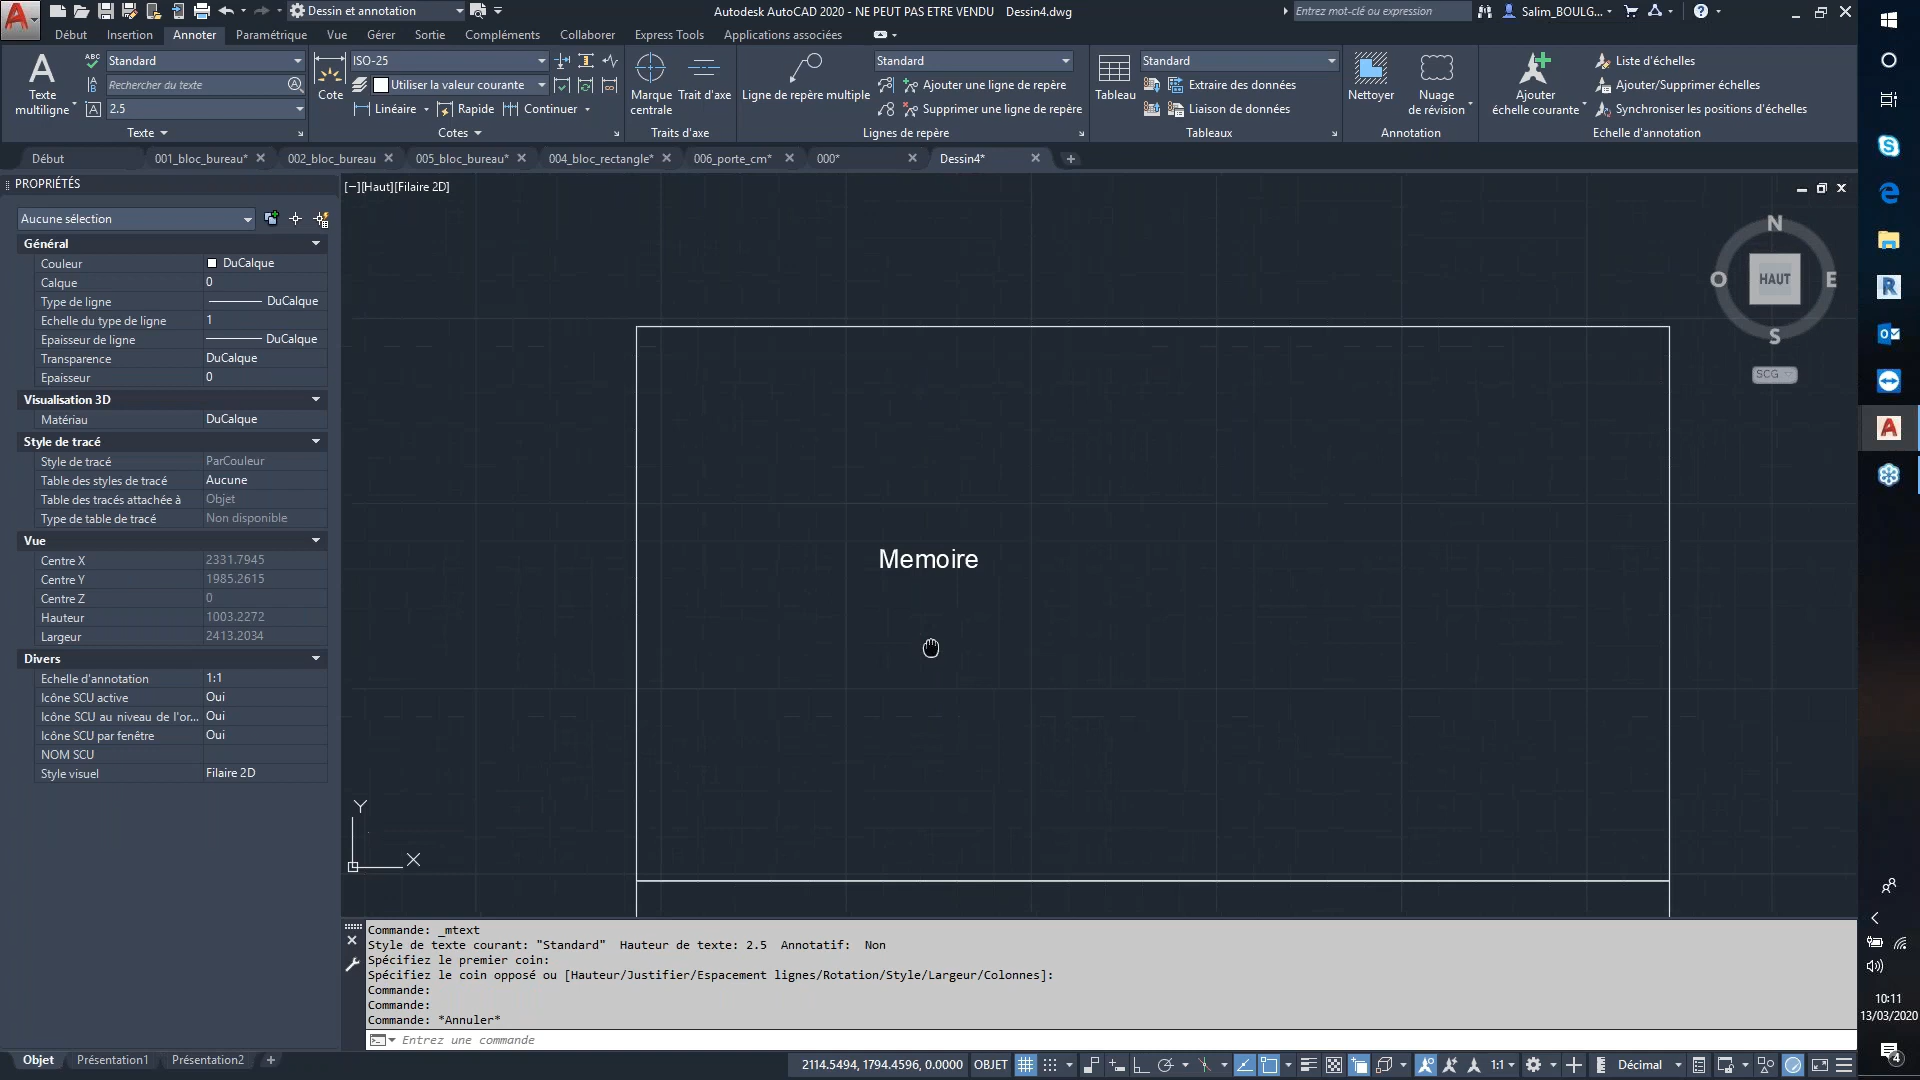 Dessin et annotation
Autodesk AutoCAD 2020 - NE PEUT PAS ETRE VENDU Dessin4.dwg
Entrez mot-clé ou expression
Salim_BOULG...
Début Insertion Annoter Paramétrique Vue Gérer Sortie Compléments Collaborer Express Tools Applications associées
Standard
Rechercher du texte
2.5
Texte
multiligne
Texte
Cote
ISO-25
Utiliser la valeur courante
Linéaire Rapide Continuer
Cotes
Marque
centrale
Trait d'axe
Traits d'axe
Ligne de repère multiple
Standard
Ajouter une ligne de repère
Supprimer une ligne de repère
Lignes de repère
Tableau
Standard
Extraire des données
Liaison de données
Tableaux
Nettoyer
Nuage
de révision
Annotation
Ajouter
échelle courante
Liste d'échelles
Ajouter/Supprimer échelles
Synchroniser les positions d'échelles
Echelle d'annotation
Début 001_bloc_bureau* 002_bloc_bureau 005_bloc_bureau* 004_bloc_rectangle* 006_porte_cm* 000* Dessin4*
PROPRIÉTÉS
Aucune sélection
Général
Couleur DuCalque
Calque 0
Type de ligne DuCalque
Echelle du type de ligne 1
Epaisseur de ligne DuCalque
Transparence DuCalque
Epaisseur 0
Visualisation 3D
Matériau DuCalque
Style de tracé
Style de tracé ParCouleur
Table des styles de tracé Aucune
Table des tracés attachée à Objet
Type de table de tracé Non disponible
Vue
Centre X 2331.7945
Centre Y 1985.2615
Centre Z 0
Hauteur 1003.2272
Largeur 2413.2034
Divers
Echelle d'annotation 1:1
Icône SCU active Oui
Icône SCU au niveau de l'or... Oui
Icône SCU par fenêtre Oui
NOM SCU
Style visuel Filaire 2D
[−][Haut][Filaire 2D]
N
O HAUT E
S
SCG
Memoire
Y
X
Commande: _mtext
Style de texte courant: "Standard" Hauteur de texte: 2.5 Annotatif: Non
Spécifiez le premier coin:
Spécifiez le coin opposé ou [Hauteur/Justifier/Espacement lignes/Rotation/Style/Largeur/Colonnes]:
Commande:
Commande:
Commande: *Annuler*
Entrez une commande
Objet Présentation1 Présentation2
2114.5494, 1794.4596, 0.0000 OBJET 1:1 Décimal
10:11
13/03/2020
4